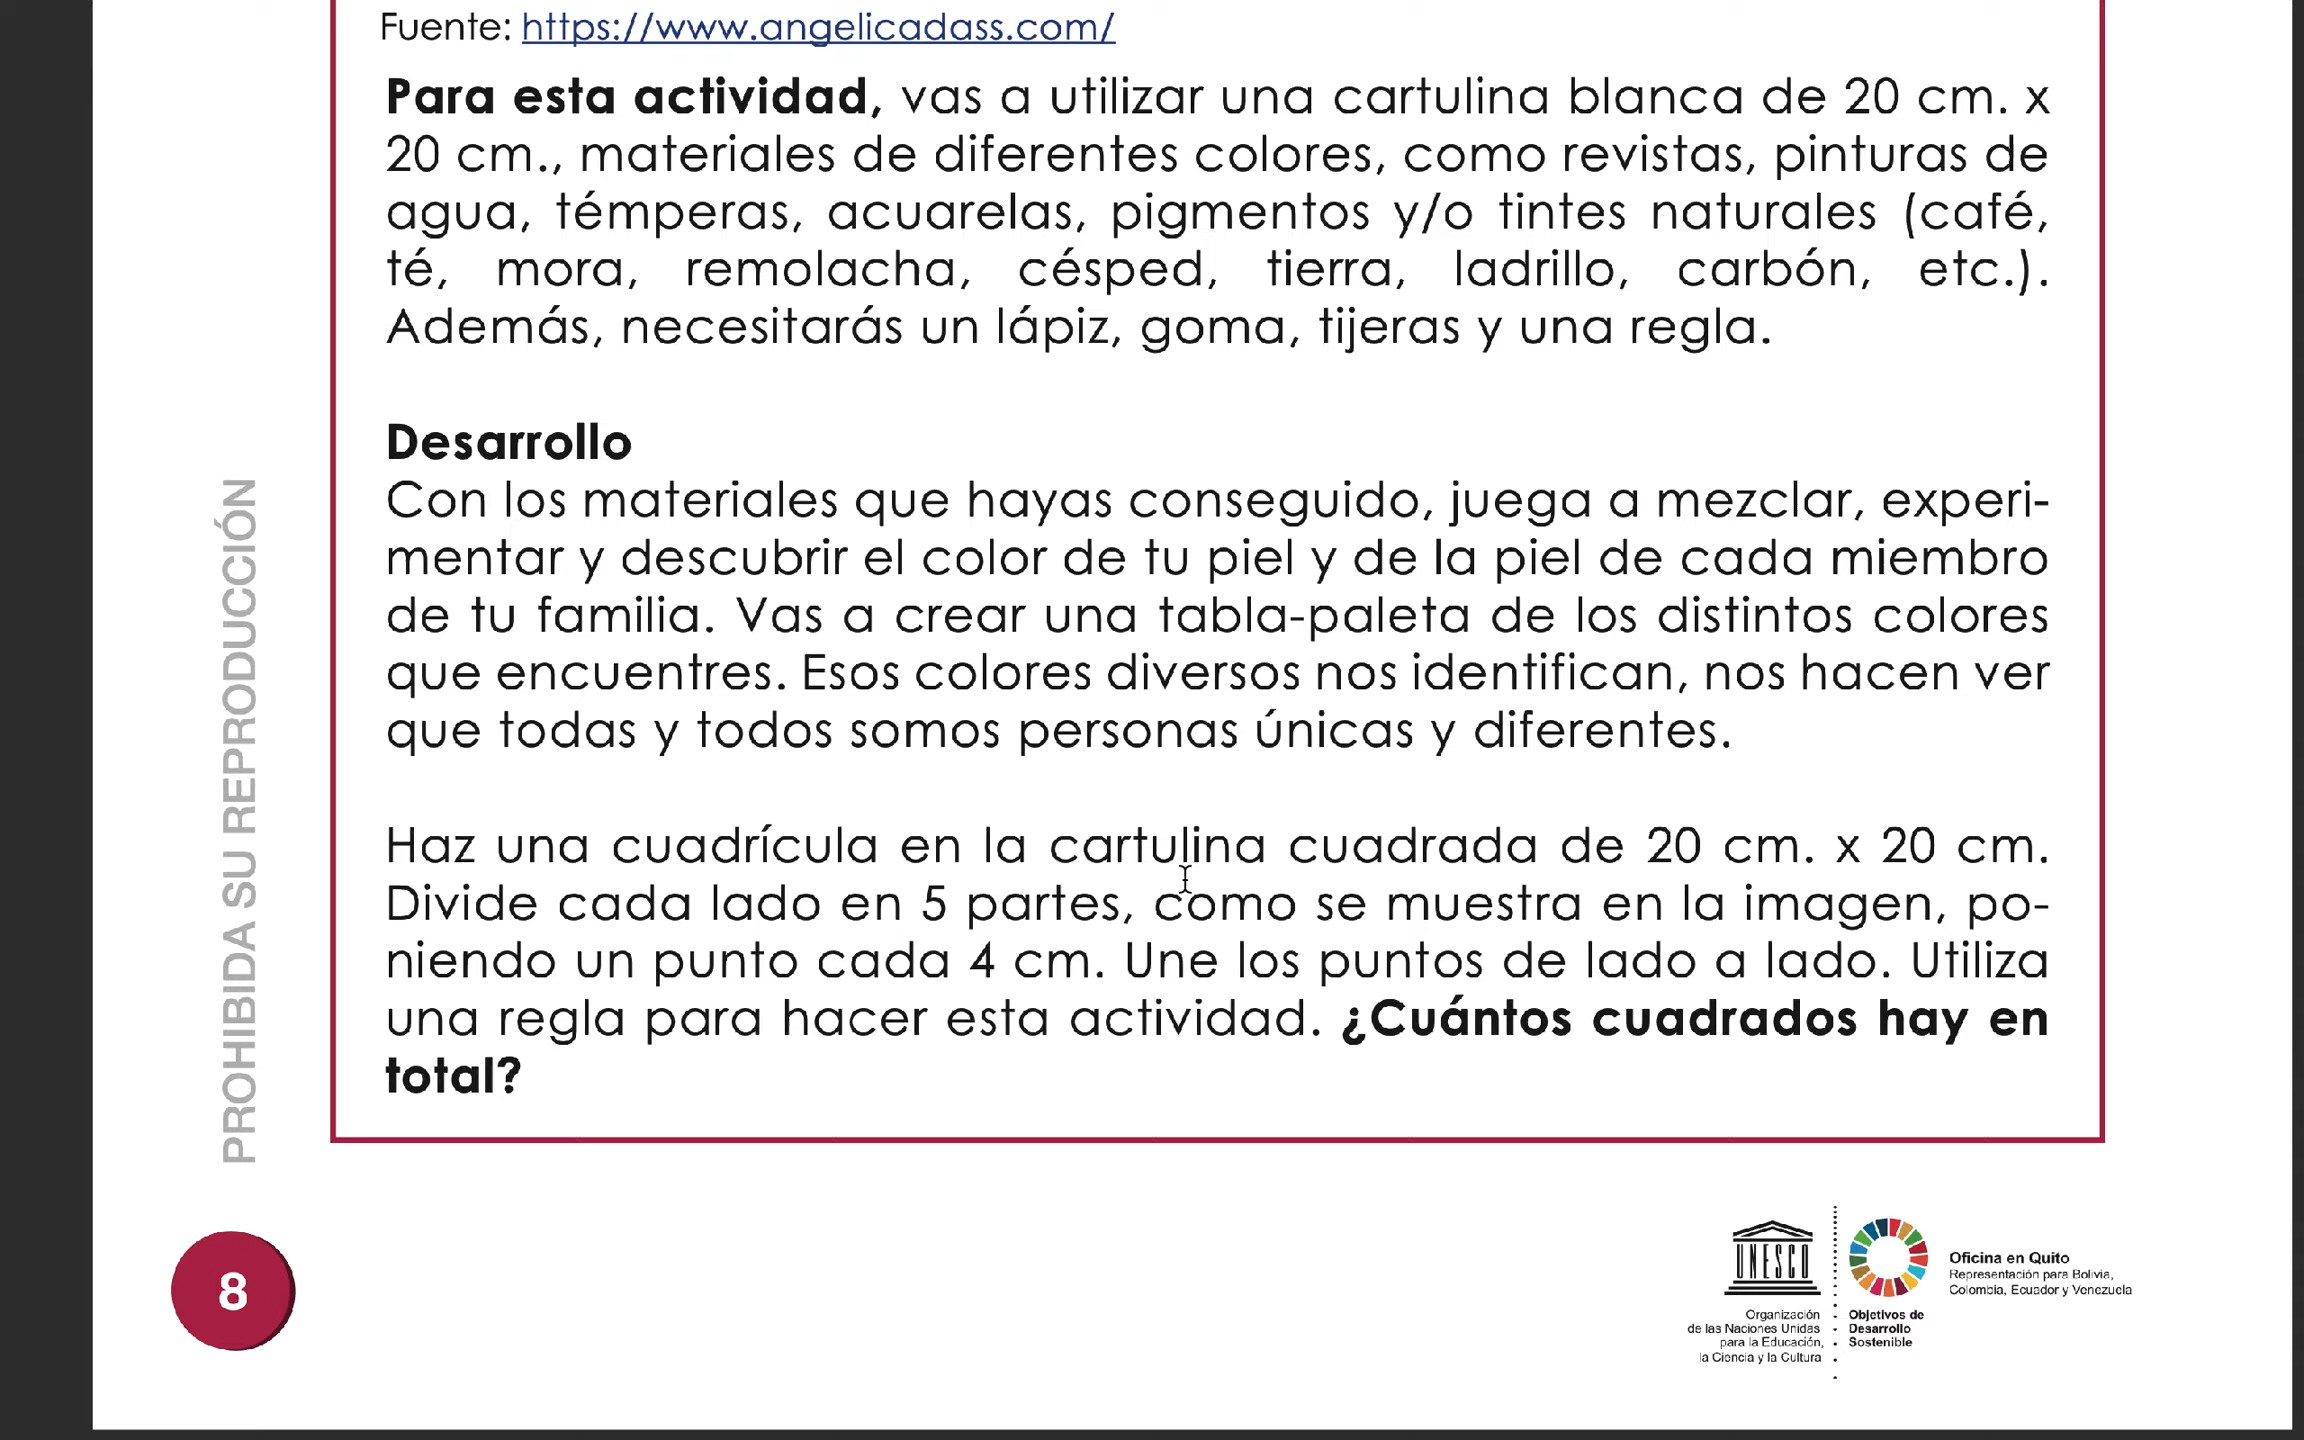 Fuente: https://www.angelicadass.com/
Para esta actividad, vas a utilizar una cartulina blanca de 20 cm. x
20 cm., materiales de diferentes colores, como revistas, pinturas de
agua, témperas, acuarelas, pigmentos y/o tintes naturales (café,
té, mora, remolacha, césped, tierra, ladrillo, carbón, etc.).
Además, necesitarás un lápiz, goma, tijeras y una regla.
Desarrollo
Con los materiales que hayas conseguido, juega a mezclar, experi-
mentar y descubrir el color de tu piel y de la piel de cada miembro
de tu familia. Vas a crear una tabla-paleta de los distintos colores
que encuentres. Esos colores diversos nos identifican, nos hacen ver
que todas y todos somos personas únicas y diferentes.
Haz una cuadrícula en la cartulina cuadrada de 20 cm. x 20 cm.
Divide cada lado en 5 partes, como se muestra en la imagen, po-
niendo un punto cada 4 cm. Une los puntos de lado a lado. Utiliza
una regla para hacer esta actividad. ¿Cuántos cuadrados hay en
total?
PROHIBIDA SU REPRODUCCIÓN
8
UNESCO
Organización
de las Naciones Unidas
para la Educación,
la Ciencia y la Cultura
Objetivos de
Desarrollo
Sostenible
Oficina en Quito
Representación para Bolivia,
Colombia, Ecuador y Venezuela